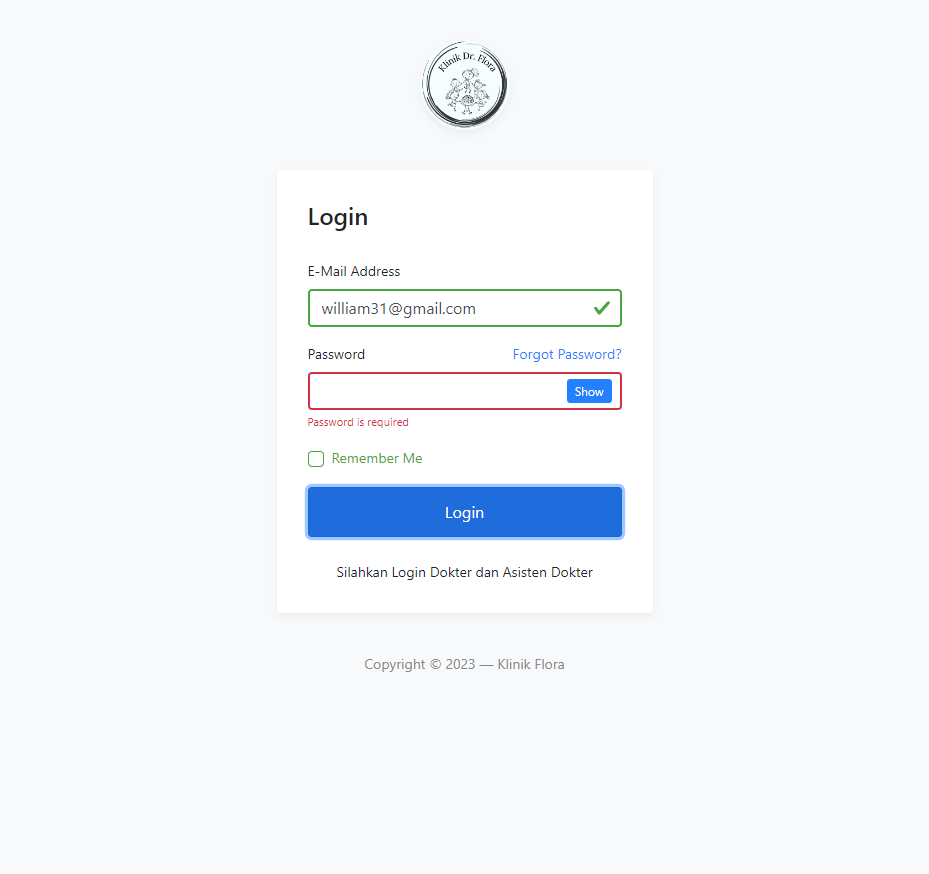 Klinik Dr. Flora
Login
E-Mail Address
william31@gmail.com
Password Forgot Password?
Show
Password is required
Remember Me
Login
Silahkan Login Dokter dan Asisten Dokter
Copyright © 2023 — Klinik Flora